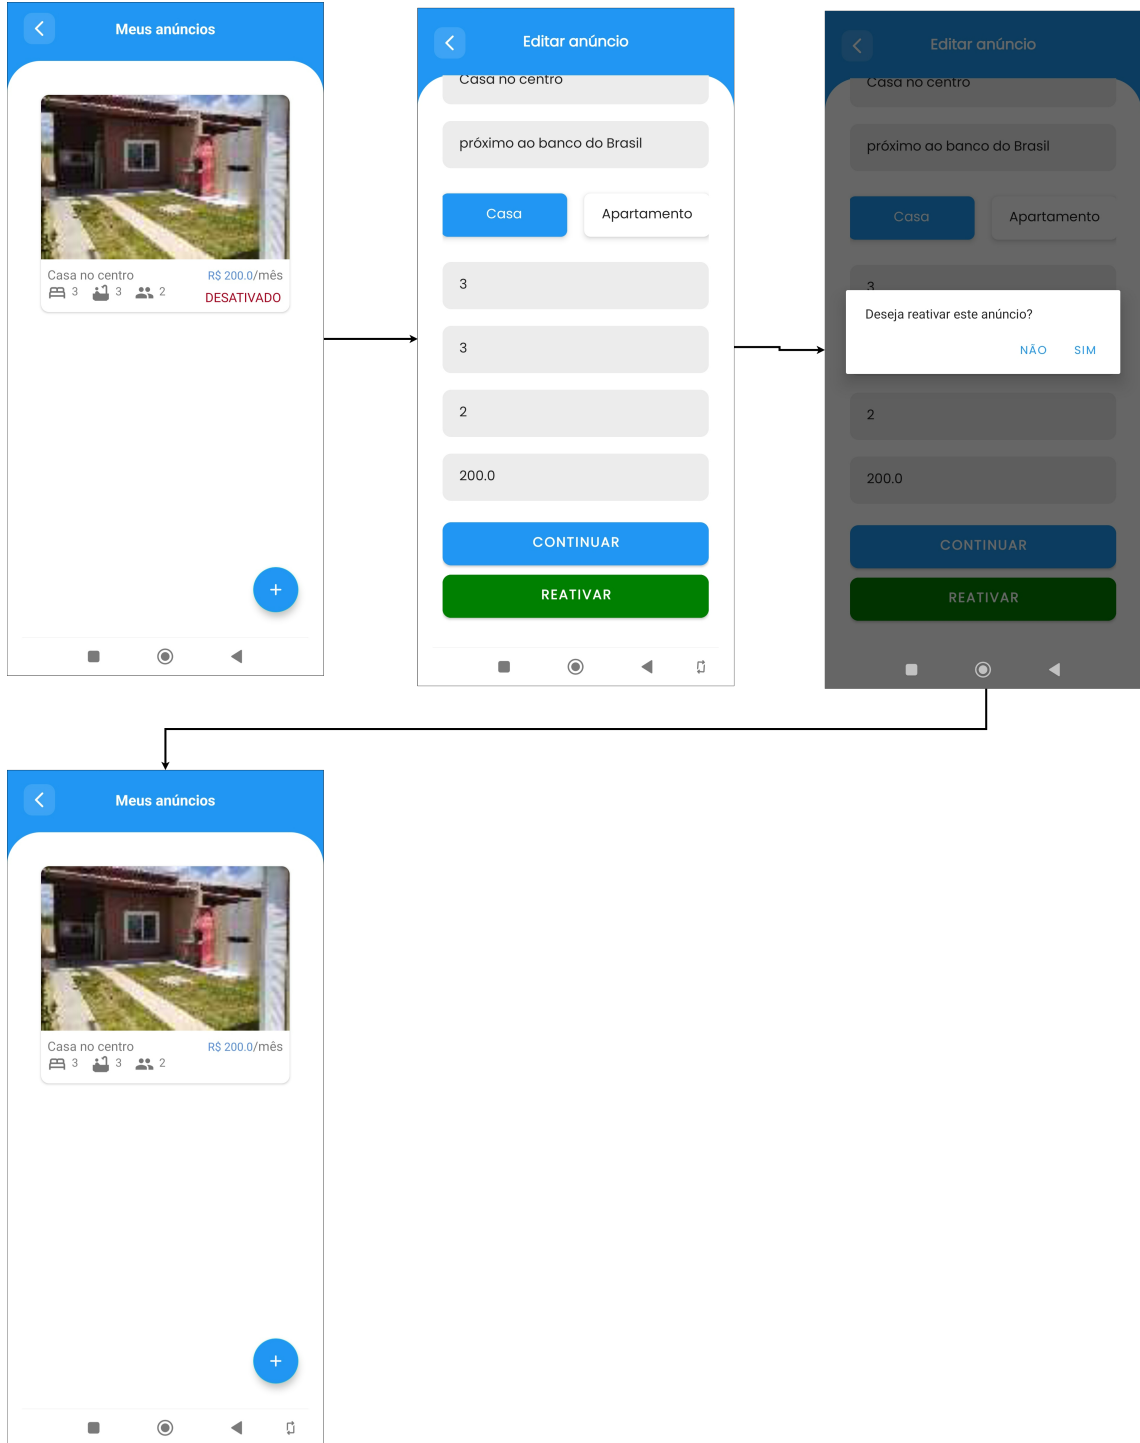 Meus anúncios
Casa no centro
R$ 200.0/mês
3 3 2
DESATIVADO
Editar anúncio
Casa no centro
próximo ao banco do Brasil
Casa
Apartamento
3
3
2
200.0
CONTINUAR
REATIVAR
Editar anúncio
Casa no centro
próximo ao banco do Brasil
Casa
Apartamento
3
Deseja reativar este anúncio?
NÃO SIM
2
200.0
CONTINUAR
REATIVAR
Meus anúncios
Casa no centro
R$ 200.0/mês
3 3 2